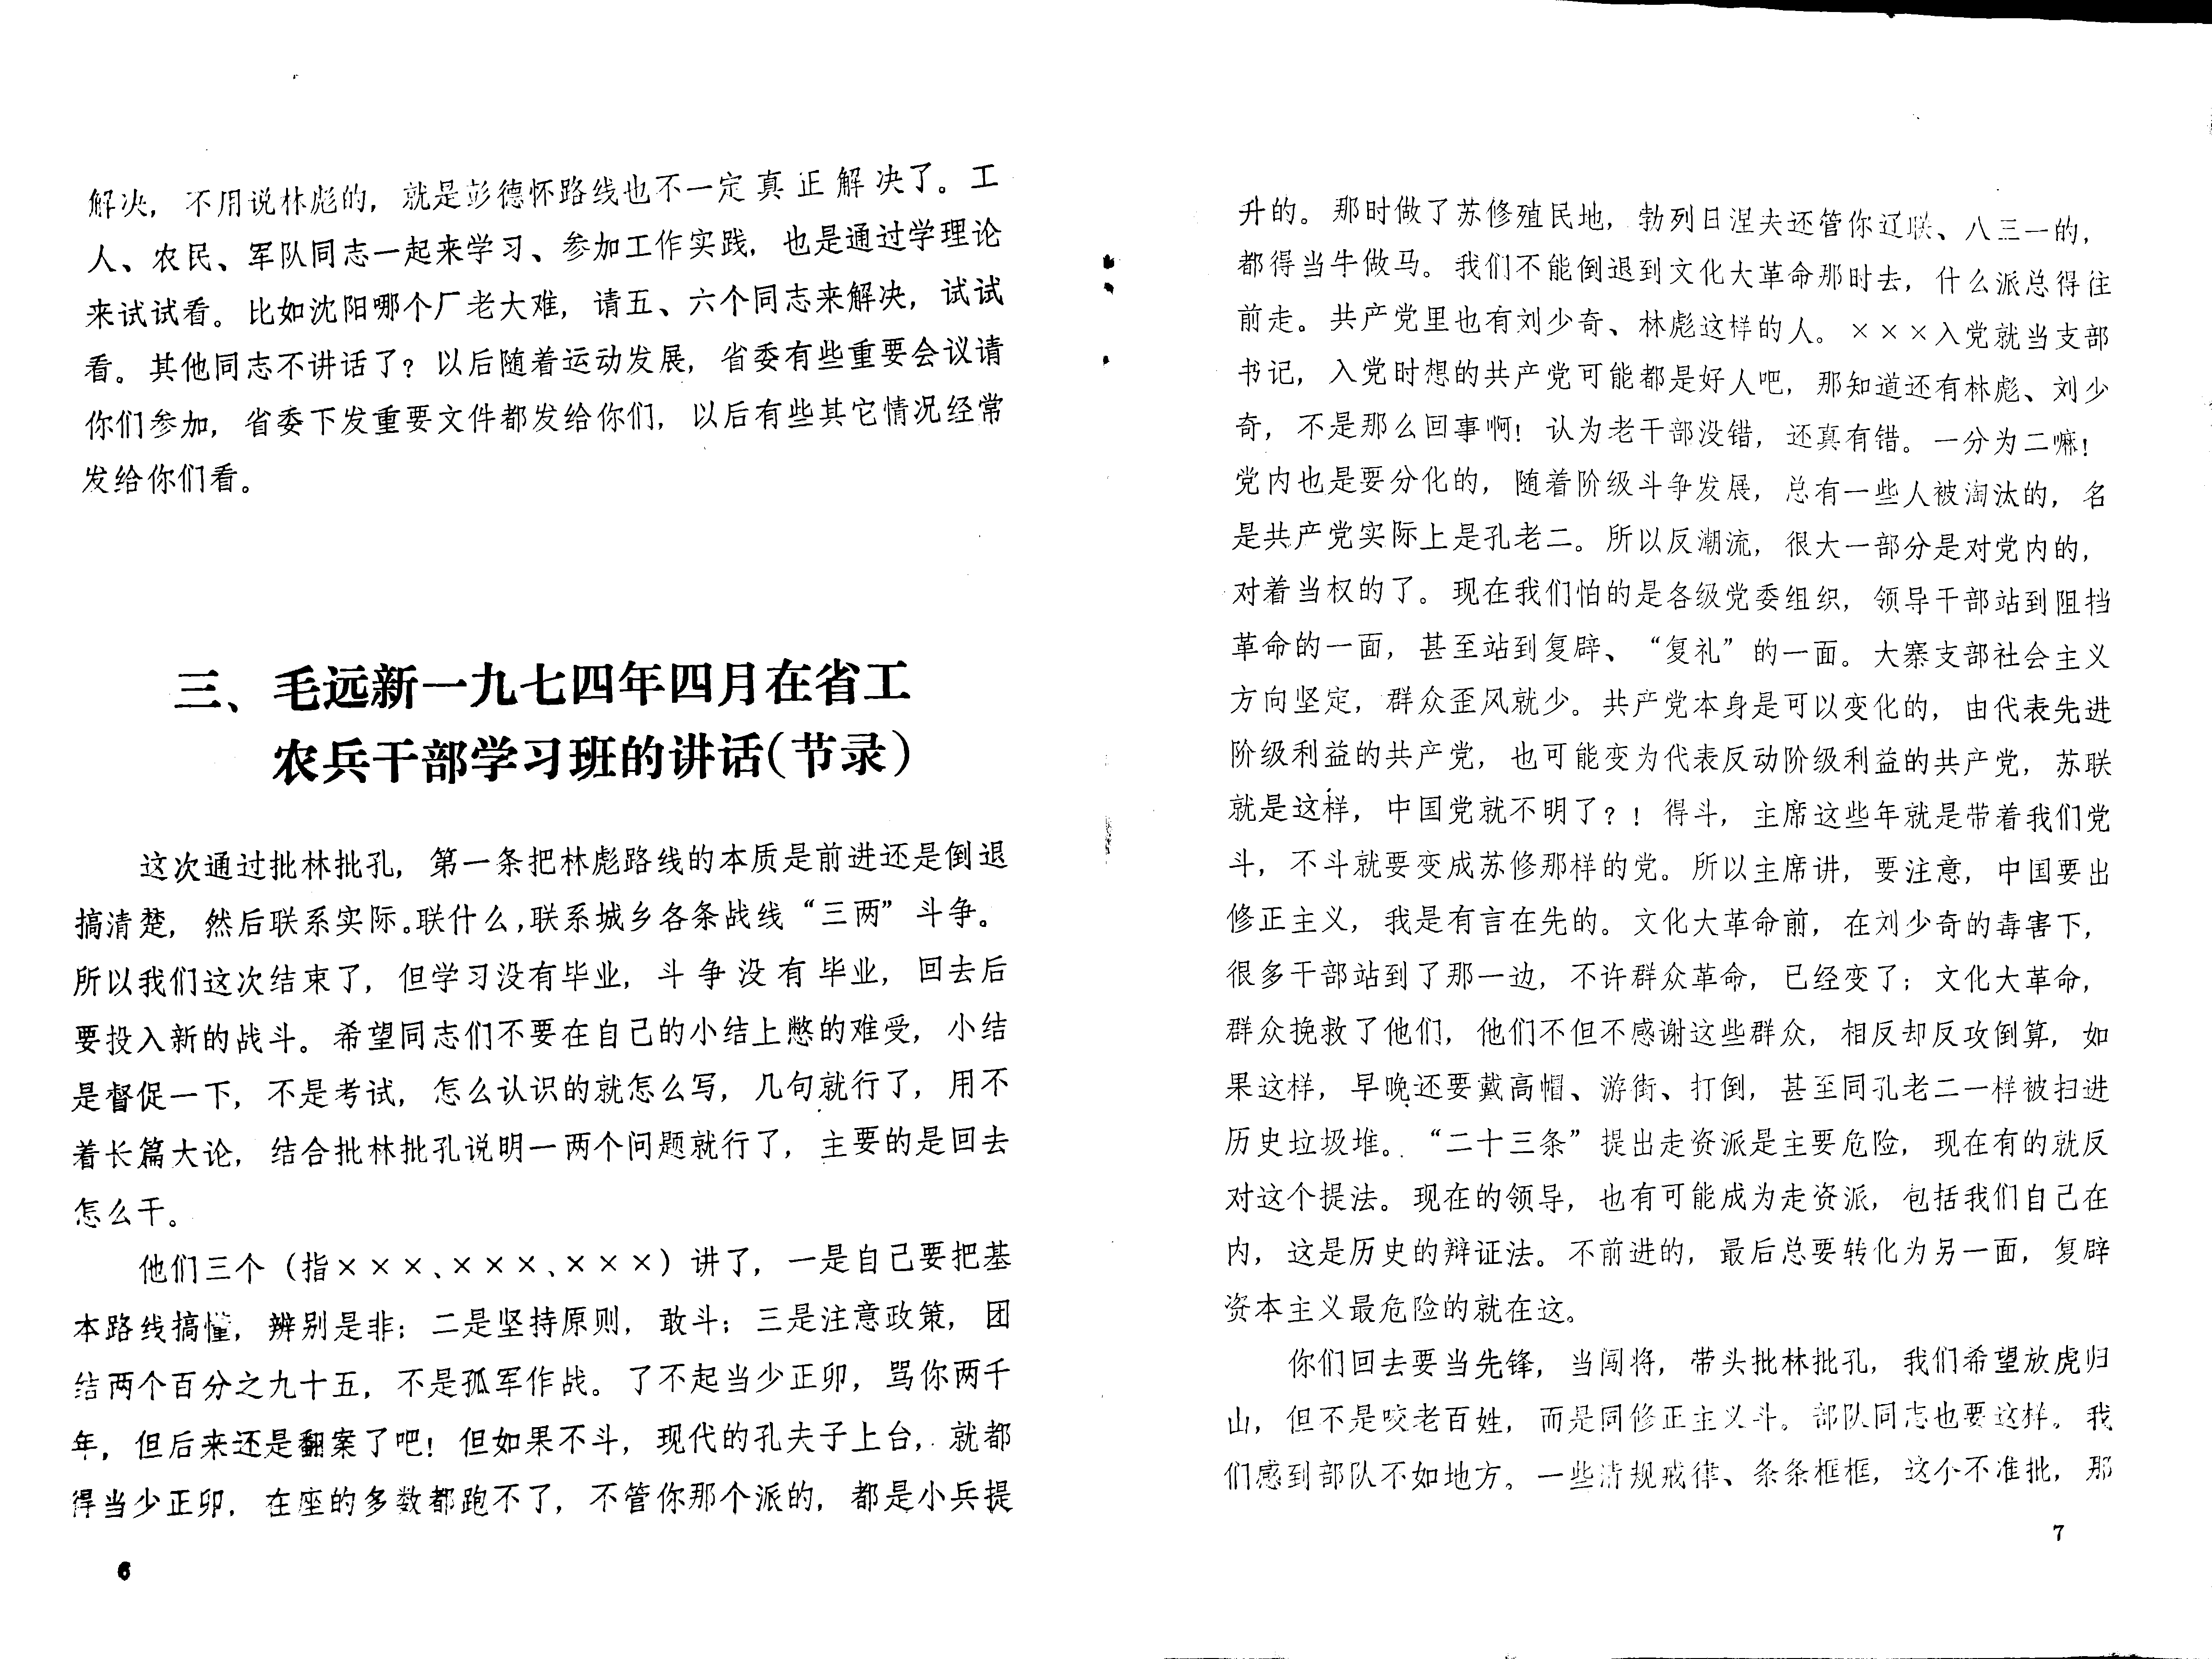 解决，不用说林彪的，就是彭德怀路线也不一定真正解决了。工
人、农民、军队同志一起来学习、参加工作实践，也是通过学理论
来试试看。比如沈阳哪个厂老大难，请五、六个同志来解决，试试
看。其他同志不讲话了？以后随着运动发展，省委有些重要会议请
你们参加，省委下发重要文件都发给你们，以后有些其它情况经常
发给你们看。
三、毛远新一九七四年四月在省工
农兵干部学习班的讲话（节录）
这次通过批林批孔，第一条把林彪路线的本质是前进还是倒退
搞清楚，然后联系实际。联什么，联系城乡各条战线“三两”斗争。
所以我们这次结束了，但学习没有毕业，斗争没有毕业，回去后
要投入新的战斗。希望同志们不要在自己的小结上憋的难受，小结
是督促一下，不是考试，怎么认识的就怎么写，几句就行了，用不
着长篇大论，结合批林批孔说明一两个问题就行了，主要的是回去
怎么干。
他们三个（指×××、×××、×××）讲了，一是自己要把基
本路线搞懂，辨别是非；二是坚持原则，敢斗；三是注意政策，团
结两个百分之九十五，不是孤军作战。了不起当少正卯，骂你两千
年，但后来还是翻案了吧！但如果不斗，现代的孔夫子上台，就都
得当少正卯，在座的多数都跑不了，不管你那个派的，都是小兵提
6
升的。那时做了苏修殖民地，勃列日涅夫还管你辽联、八三一的，
都得当牛做马。我们不能倒退到文化大革命那时去，什么派总得往
前走。共产党里也有刘少奇、林彪这样的人。×××入党就当支部
书记，入党时想的共产党可能都是好人吧，那知道还有林彪、刘少
奇，不是那么回事啊！认为老干部没错，还真有错。一分为二嘛！
党内也是要分化的，随着阶级斗争发展，总有一些人被淘汰的，名
是共产党实际上是孔老二。所以反潮流，很大一部分是对党内的，
对着当权的了。现在我们怕的是各级党委组织，领导干部站到阻挡
革命的一面，甚至站到复辟、“复礼”的一面。大寨支部社会主义
方向坚定，群众歪风就少。共产党本身是可以变化的，由代表先进
阶级利益的共产党，也可能变为代表反动阶级利益的共产党，苏联
就是这样，中国党就不明了？！得斗，主席这些年就是带着我们党
斗，不斗就要变成苏修那样的党。所以主席讲，要注意，中国要出
修正主义，我是有言在先的。文化大革命前，在刘少奇的毒害下，
很多干部站到了那一边，不许群众革命，已经变了；文化大革命，
群众挽救了他们，他们不但不感谢这些群众，相反却反攻倒算，如
果这样，早晚还要戴高帽、游街、打倒，甚至同孔老二一样被扫进
历史垃圾堆。“二十三条”提出走资派是主要危险，现在有的就反
对这个提法。现在的领导，也有可能成为走资派，包括我们自己在
内，这是历史的辩证法。不前进的，最后总要转化为另一面，复辟
资本主义最危险的就在这。
你们回去要当先锋，当闯将，带头批林批孔，我们希望放虎归
山，但不是咬老百姓，而是同修正主义斗。部队同志也要这样。我
们感到部队不如地方。一些清规戒律、条条框框，这个不准批，那
7